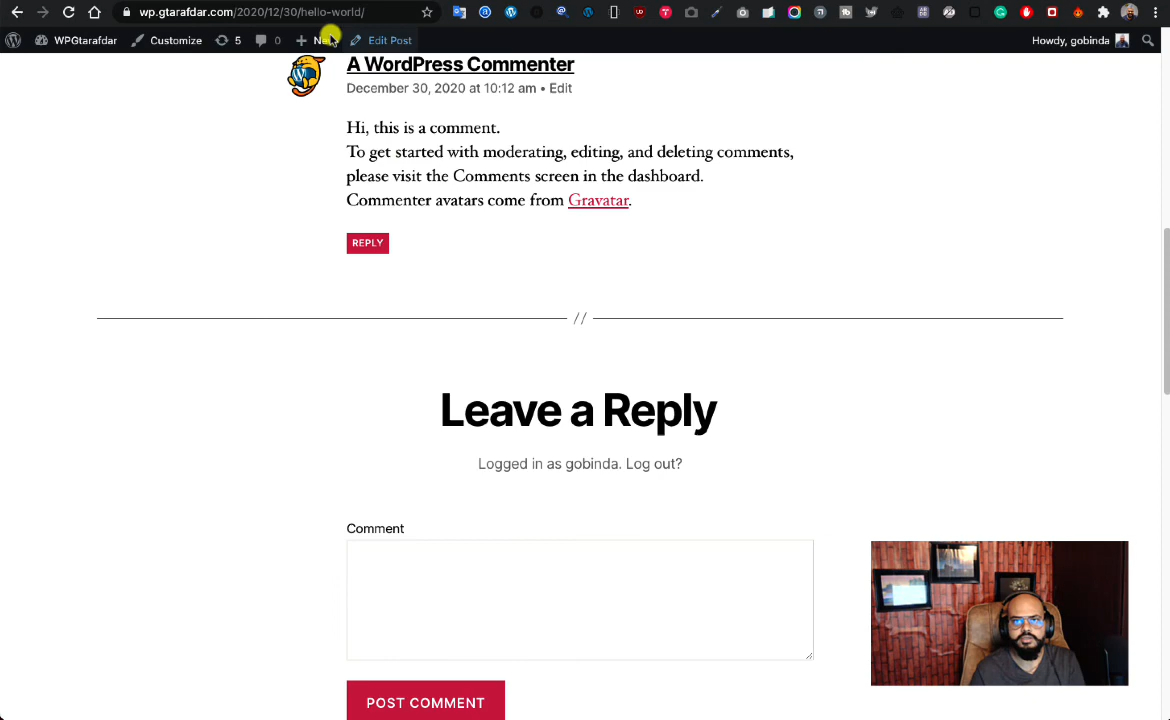 wp.gtarafdar.com/2020/12/30/hello-world/
WPGtarafdar Customize 5 0 Edit Post Howdy, gobinda
A WordPress Commenter
December 30, 2020 at 10:12 am • Edit
Hi, this is a comment.
To get started with moderating, editing, and deleting comments,
please visit the Comments screen in the dashboard.
Commenter avatars come from Gravatar.
REPLY
//
Leave a Reply
Logged in as gobinda. Log out?
Comment
POST COMMENT